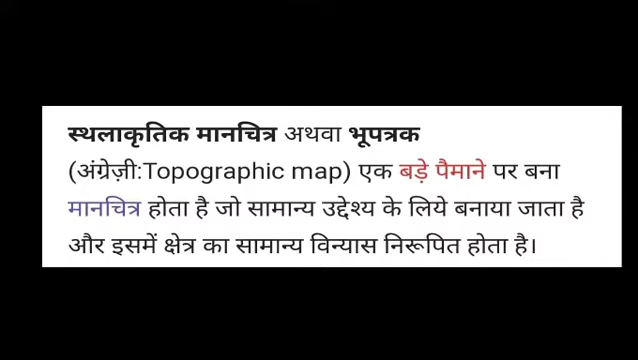 स्थलाकृतिक मानचित्र अथवा भूपत्रक
(अंग्रेज़ी:Topographic map) एक बड़े पैमाने पर बना
मानचित्र होता है जो सामान्य उद्देश्य के लिये बनाया जाता है
और इसमें क्षेत्र का सामान्य विन्यास निरूपित होता है।